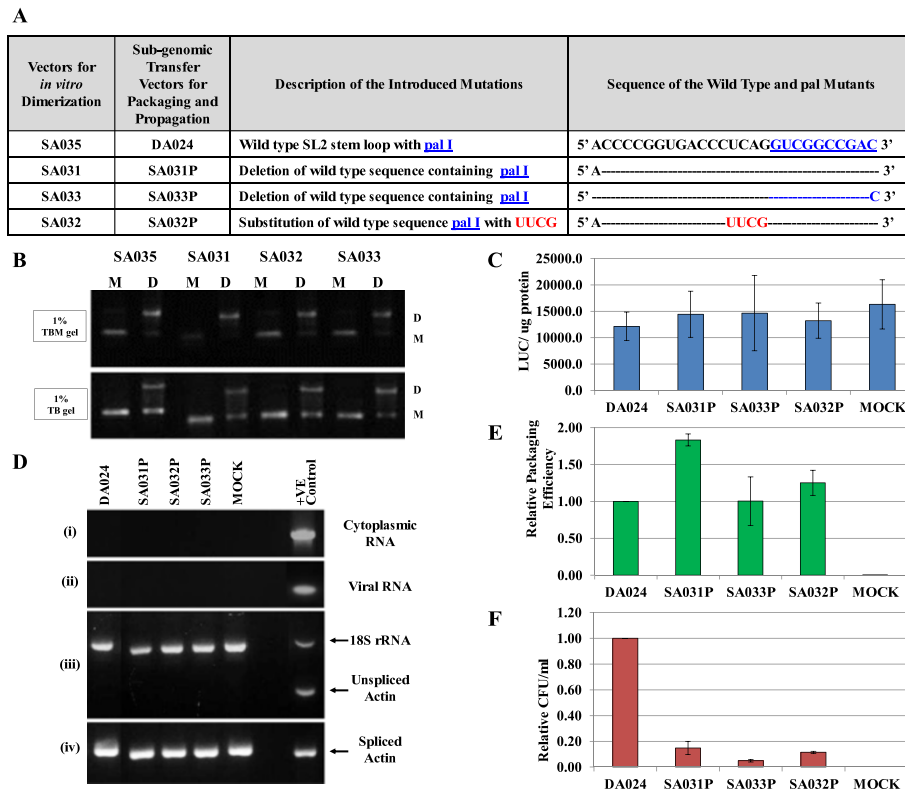 A
Vectors for in vitro Dimerization
Sub-genomic Transfer Vectors for Packaging and Propagation
Description of the Introduced Mutations
Sequence of the Wild Type and pal Mutants
SA035 DA024 Wild type SL2 stem loop with pal I 5’ ACCCCGGUGACCCUCAGGUCGGCCGAC 3’
SA031 SA031P Deletion of wild type sequence containing pal I 5’ A--------------------------------------------------- 3’
SA033 SA033P Deletion of wild type sequence containing pal I 5’ ---------------------------------------------------C 3’
SA032 SA032P Substitution of wild type sequence pal I with UUCG 5’ A-----------------------UUCG-------------------- 3’
B
SA035 SA031 SA032 SA033
M D M D M D M D
1% TBM gel
D
M
1% TB gel
D
M
C
LUC/ ug protein
25000.0
20000.0
15000.0
10000.0
5000.0
0.0
DA024 SA031P SA033P SA032P MOCK
D
DA024 SA031P SA032P SA033P MOCK +VE Control
(i) Cytoplasmic RNA
(ii) Viral RNA
(iii) 18S rRNA
Unspliced Actin
(iv) Spliced Actin
E
Relative Packaging Efficiency
2.00
1.50
1.00
0.50
0.00
DA024 SA031P SA033P SA032P MOCK
F
Relative CFU/ml
1.20
1.00
0.80
0.60
0.40
0.20
0.00
DA024 SA031P SA033P SA032P MOCK